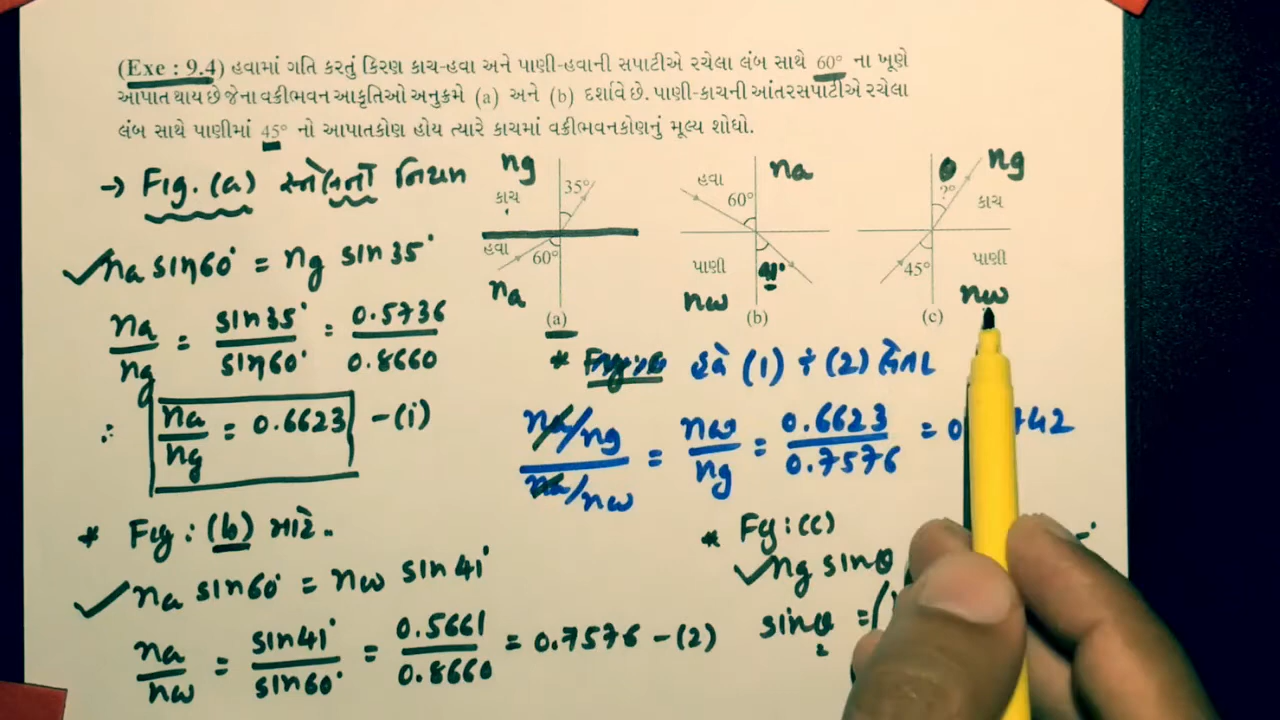 (Exe : 9.4) હવામાં ગતિ કરતું કિરણ કાચ-હવા અને પાણી-હવાની સપાટીએ રચેલા લંબ સાથે 60° ના ખૂણે
આપાત થાય છે જેના વક્રીભવન આકૃતિઓ અનુક્રમે (a) અને (b) દર્શાવે છે. પાણી-કાચની આંતરસપાટીએ રચેલા
લંબ સાથે પાણીમાં 45° નો આપાતકોણ હોય ત્યારે કાચમાં વક્રીભવનકોણનું મૂલ્ય શોધો.
→ Fig. (a) સ્નેલનો નિયમ
na sin60° = ng sin35°
na/ng = sin35°/sin60° = 0.5736/0.8660
∴ na/ng = 0.6623 -(i)
* Fig : (b) માટે.
na sin60° = nw sin41°
na/nw = sin41°/sin60° = 0.5661/0.8660 = 0.7576 -(2)
ng
કાચ
35°
હવા
60°
na
(a)
હવા
na
60°
પાણી
41°
nw
(b)
θ
ng
?°
કાચ
45°
પાણી
nw
(c)
* હવે (1) ÷ (2) લેતા
na/ng / na/nw = nw/ng = 0.6623/0.7576 = 0 742
* Fig : (c)
ng sinθ
sinθ = (